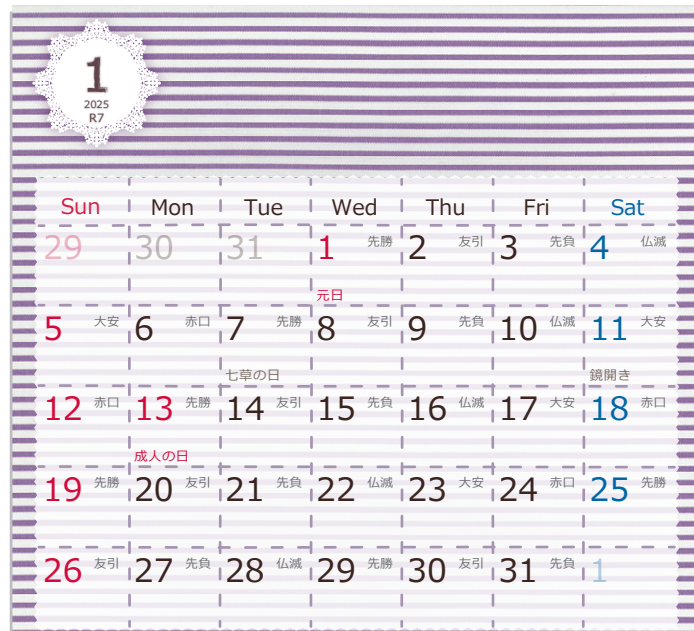 1
2025
R7
Sun Mon Tue Wed Thu Fri Sat
29 30 31 1 先勝 2 友引 3 先負 4 仏滅
元日
5 大安 6 赤口 7 先勝 8 友引 9 先負 10 仏滅 11 大安
七草の日 鏡開き
12 赤口 13 先勝 14 友引 15 先負 16 仏滅 17 大安 18 赤口
成人の日
19 先勝 20 友引 21 先負 22 仏滅 23 大安 24 赤口 25 先勝
26 友引 27 先負 28 仏滅 29 先勝 30 友引 31 先負 1